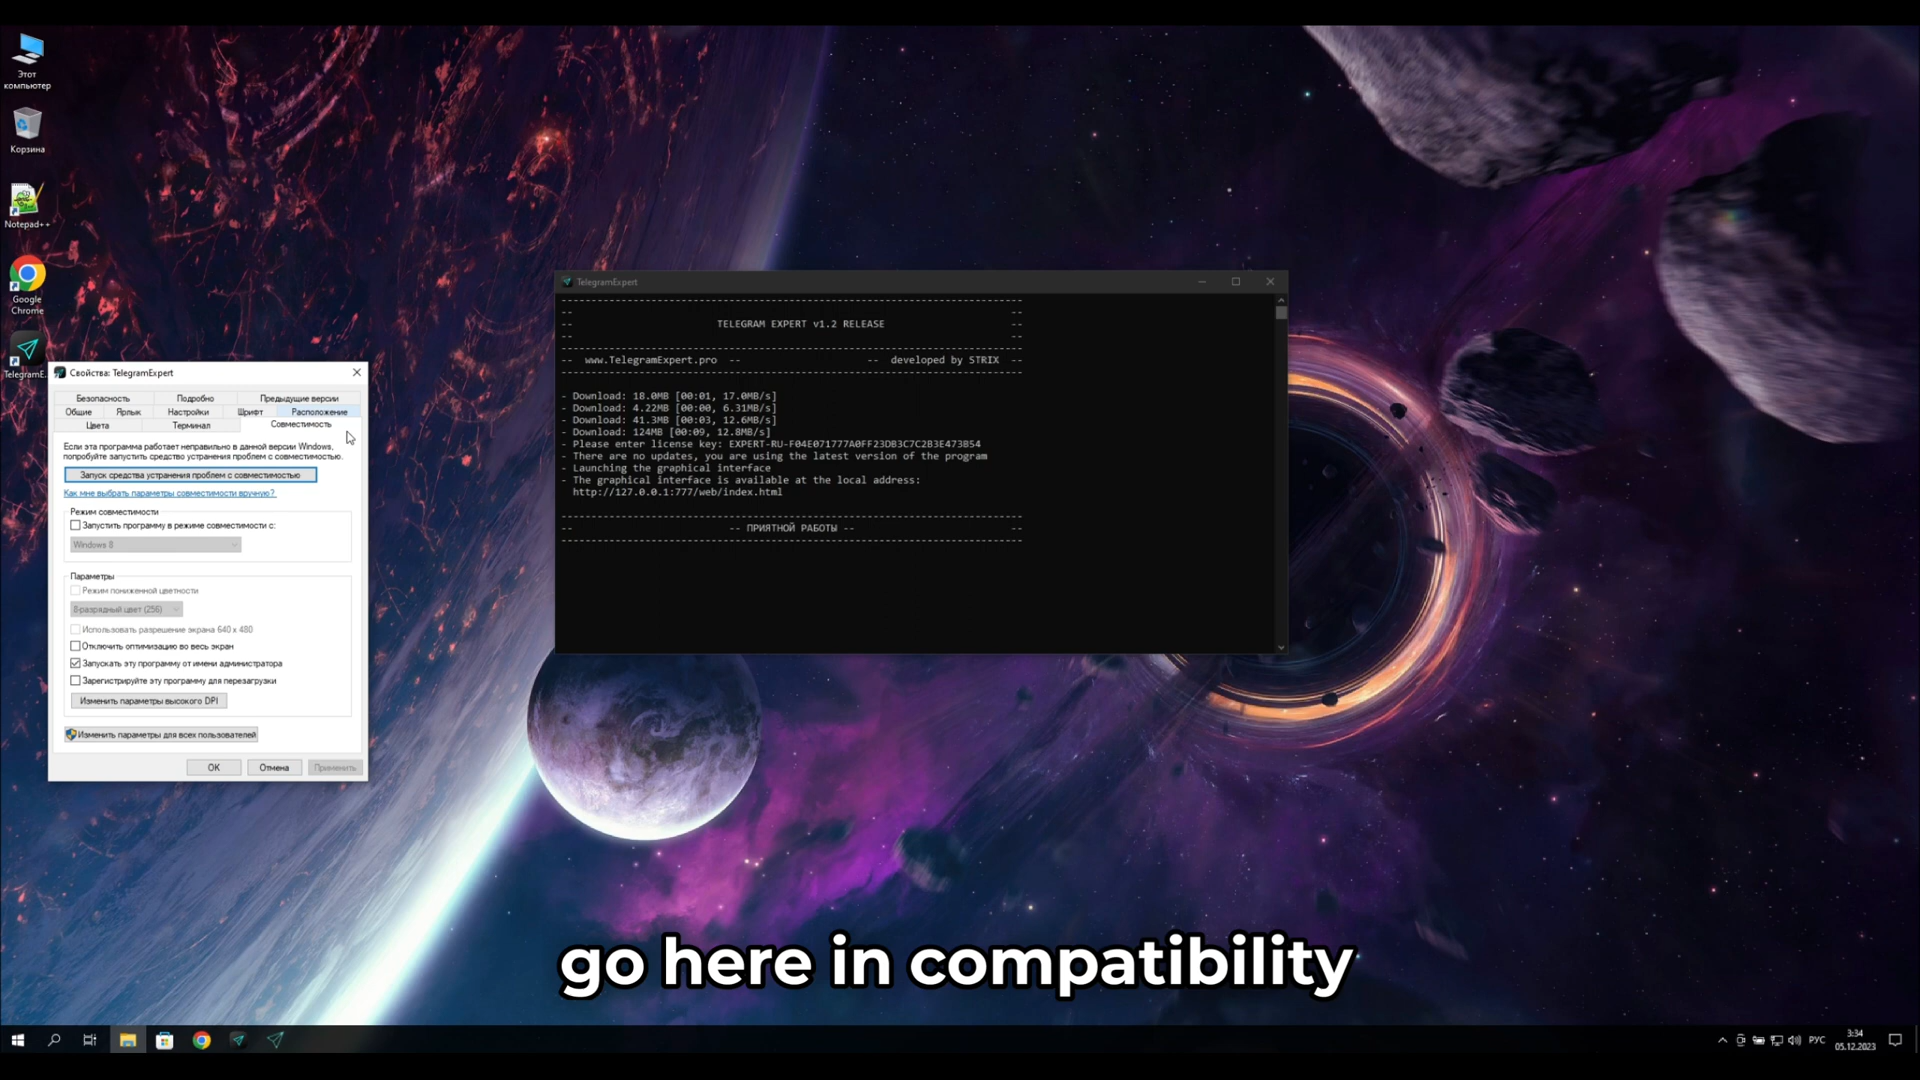 Этот
компьютер
Корзина
Notepad++
Google
Chrome
TelegramE...
Свойства: TelegramExpert
Безопасность Подробно Предыдущие версии
Общие Ярлык Настройки Шрифт Расположение
Цвета Терминал Совместимость
Если эта программа работает неправильно в данной версии Windows,
попробуйте запустить средство устранения проблем с совместимостью.
Запуск средства устранения проблем с совместимостью
Как мне выбрать параметры совместимости вручную?
Режим совместимости
Запустить программу в режиме совместимости с:
Windows 8
Параметры
Режим пониженной цветности
8-разрядный цвет (256)
Использовать разрешение экрана 640 x 480
Отключить оптимизацию во весь экран
Запускать эту программу от имени администратора
Зарегистрируйте эту программу для перезагрузки
Изменить параметры высокого DPI
Изменить параметры для всех пользователей
ОК Отмена Применить
TelegramExpert
TELEGRAM EXPERT v1.2 RELEASE
-- www.TelegramExpert.pro -- -- developed by STRIX --
- Download: 18.0MB [00:01, 17.0MB/s]
- Download: 4.22MB [00:00, 6.31MB/s]
- Download: 41.3MB [00:03, 12.6MB/s]
- Download: 124MB [00:09, 12.8MB/s]
- Please enter license key: EXPERT-RU-F04E071777A0FF23DB3C7C2B3E473B54
- There are no updates, you are using the latest version of the program
- Launching the graphical interface
- The graphical interface is available at the local address:
http://127.0.0.1:777/web/index.html
-- -- ПРИЯТНОЙ РАБОТЫ -- --
go here in compatibility
РУС
3:34
05.12.2023